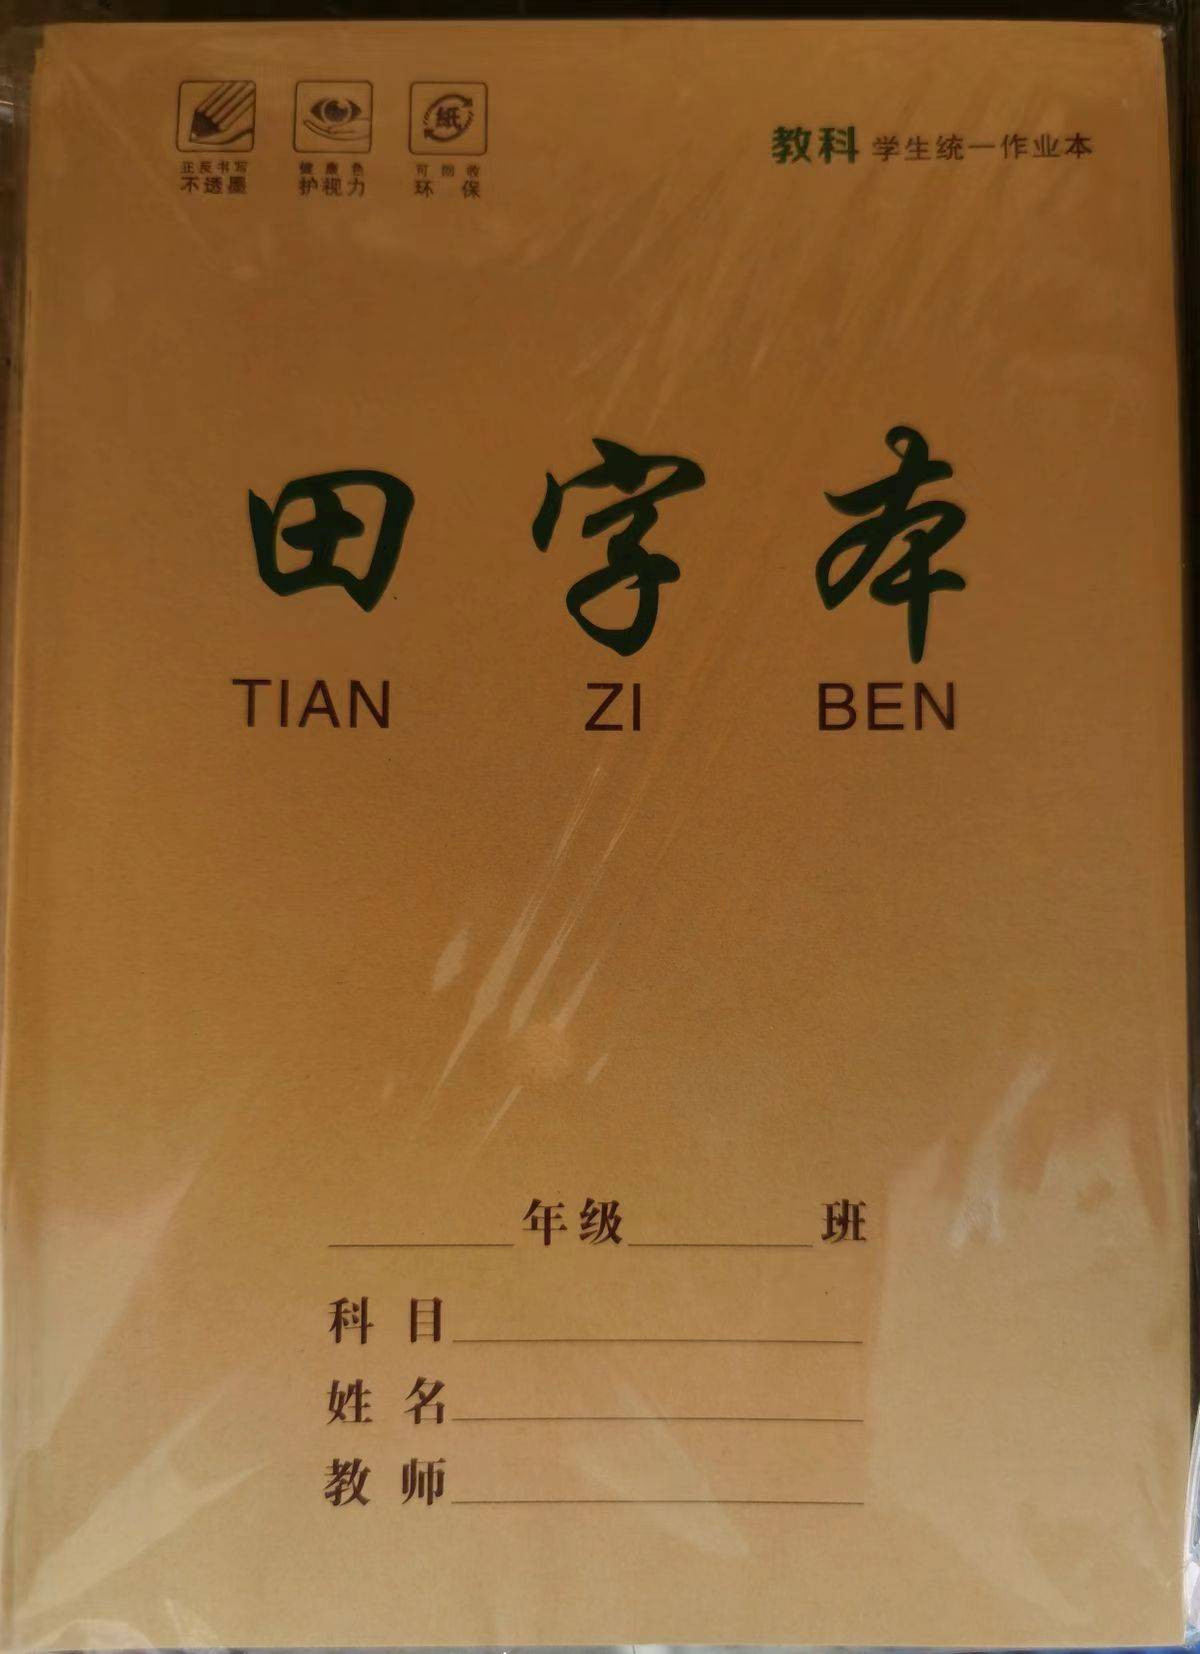 正反书写 健康色 可回收
不透墨 护视力 环保
紙
教科 学生统一作业本
田字本
TIAN ZI BEN
年级 班
科目
姓名
教师